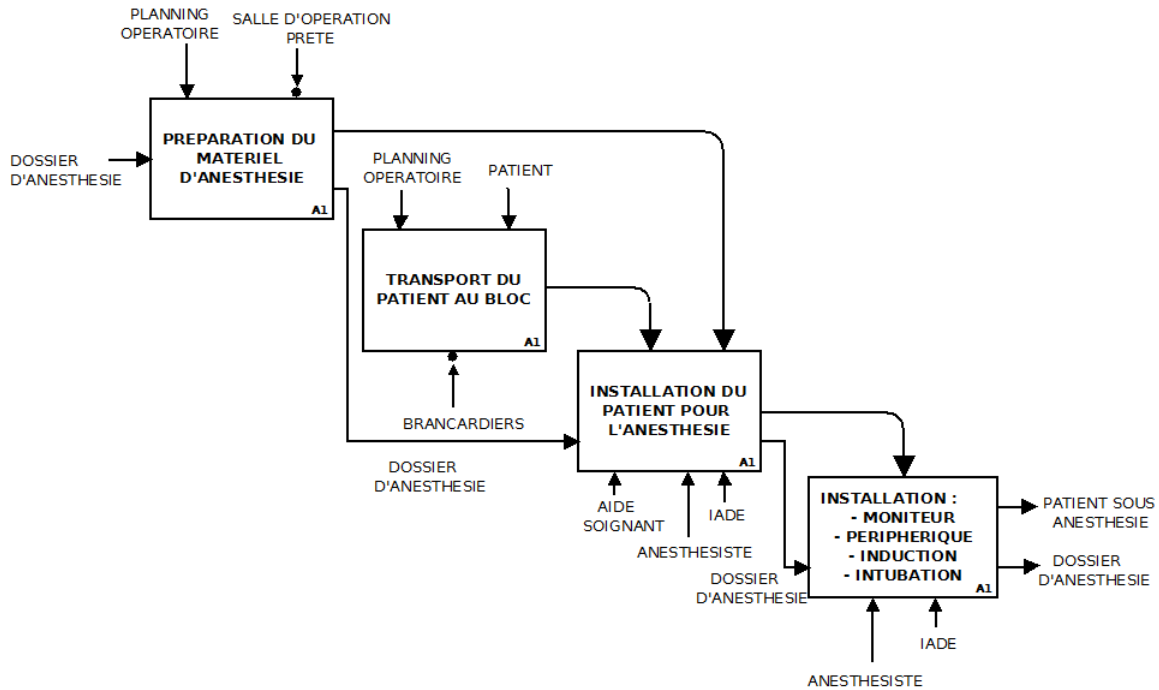 PLANNING
OPERATOIRE
SALLE D'OPERATION
PRETE
DOSSIER
D'ANESTHESIE
PREPARATION DU
MATERIEL
D'ANESTHESIE
A1
PLANNING
OPERATOIRE
PATIENT
TRANSPORT DU
PATIENT AU BLOC
A1
BRANCARDIERS
DOSSIER
D'ANESTHESIE
INSTALLATION DU
PATIENT POUR
L'ANESTHESIE
A1
AIDE
SOIGNANT
ANESTHESISTE
IADE
DOSSIER
D'ANESTHESIE
INSTALLATION :
- MONITEUR
- PERIPHERIQUE
- INDUCTION
- INTUBATION
A1
PATIENT SOUS
ANESTHESIE
DOSSIER
D'ANESTHESIE
IADE
ANESTHESISTE